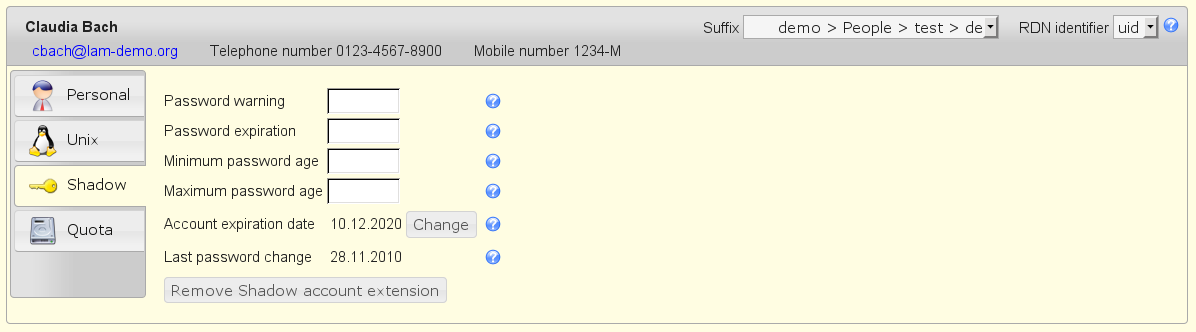 Claudia Bach
Suffix demo > People > test > de RDN identifier uid
cbach@lam-demo.org Telephone number 0123-4567-8900 Mobile number 1234-M
Personal
Unix
Shadow
Quota
Password warning
Password expiration
Minimum password age
Maximum password age
Account expiration date 10.12.2020 Change
Last password change 28.11.2010
Remove Shadow account extension